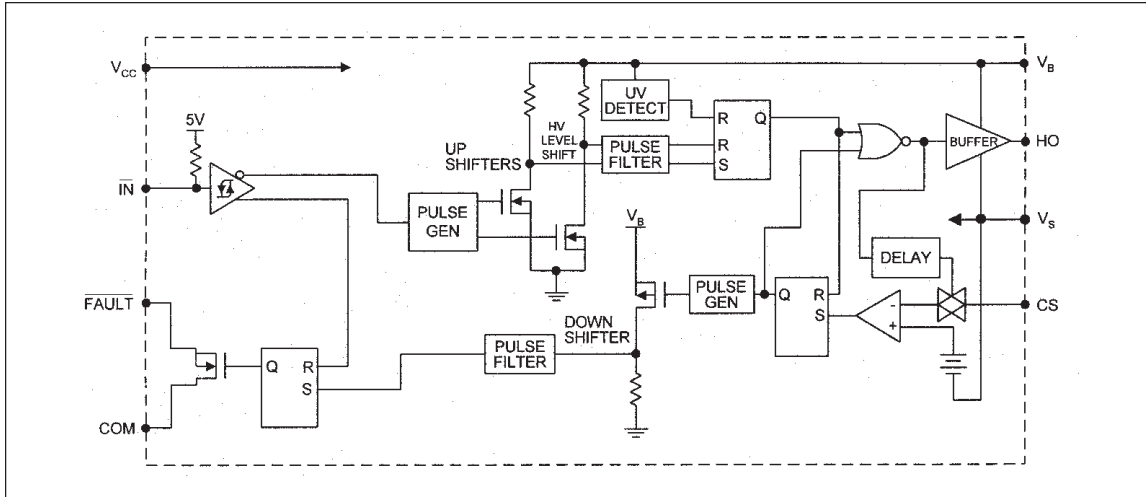 V_CC
V_B
5V
UV
DETECT
R
Q
HV
LEVEL
SHIFT
UP
SHIFTERS
PULSE
FILTER
R
S
BUFFER
HO
IN
PULSE
GEN
V_B
V_S
DELAY
PULSE
GEN
Q
R
S
-
+
CS
FAULT
DOWN
SHIFTER
PULSE
FILTER
Q
R
S
COM